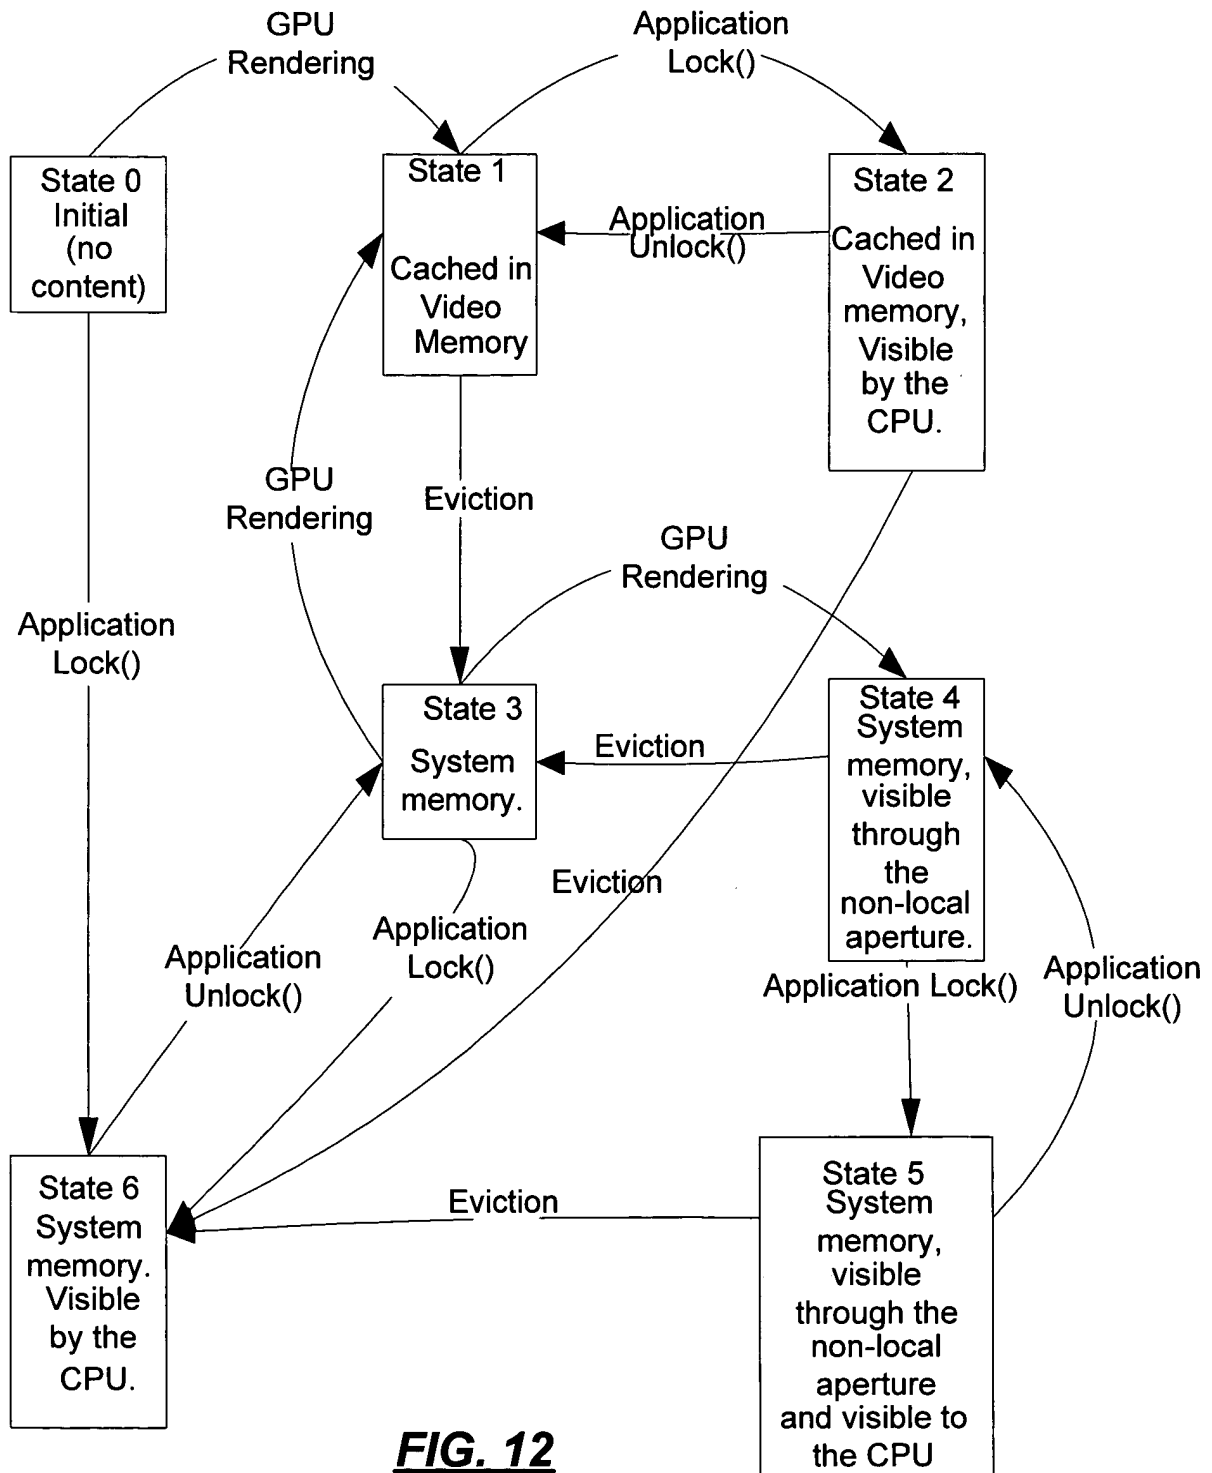 GPU
Rendering
Application
Lock()
State 0
Initial
(no
content)
State 1
Cached in
Video
Memory
Application
Unlock()
State 2
Cached in
Video
memory,
Visible
by the
CPU.
GPU
Rendering
Eviction
GPU
Rendering
Application
Lock()
State 3
System
memory.
Eviction
State 4
System
memory,
visible
through
the
non-local
aperture.
Eviction
Application
Lock()
Application
Unlock()
Application Lock()
Application
Unlock()
State 6
System
memory.
Visible
by the
CPU.
Eviction
State 5
System
memory,
visible
through the
non-local
aperture
and visible to
the CPU
FIG. 12